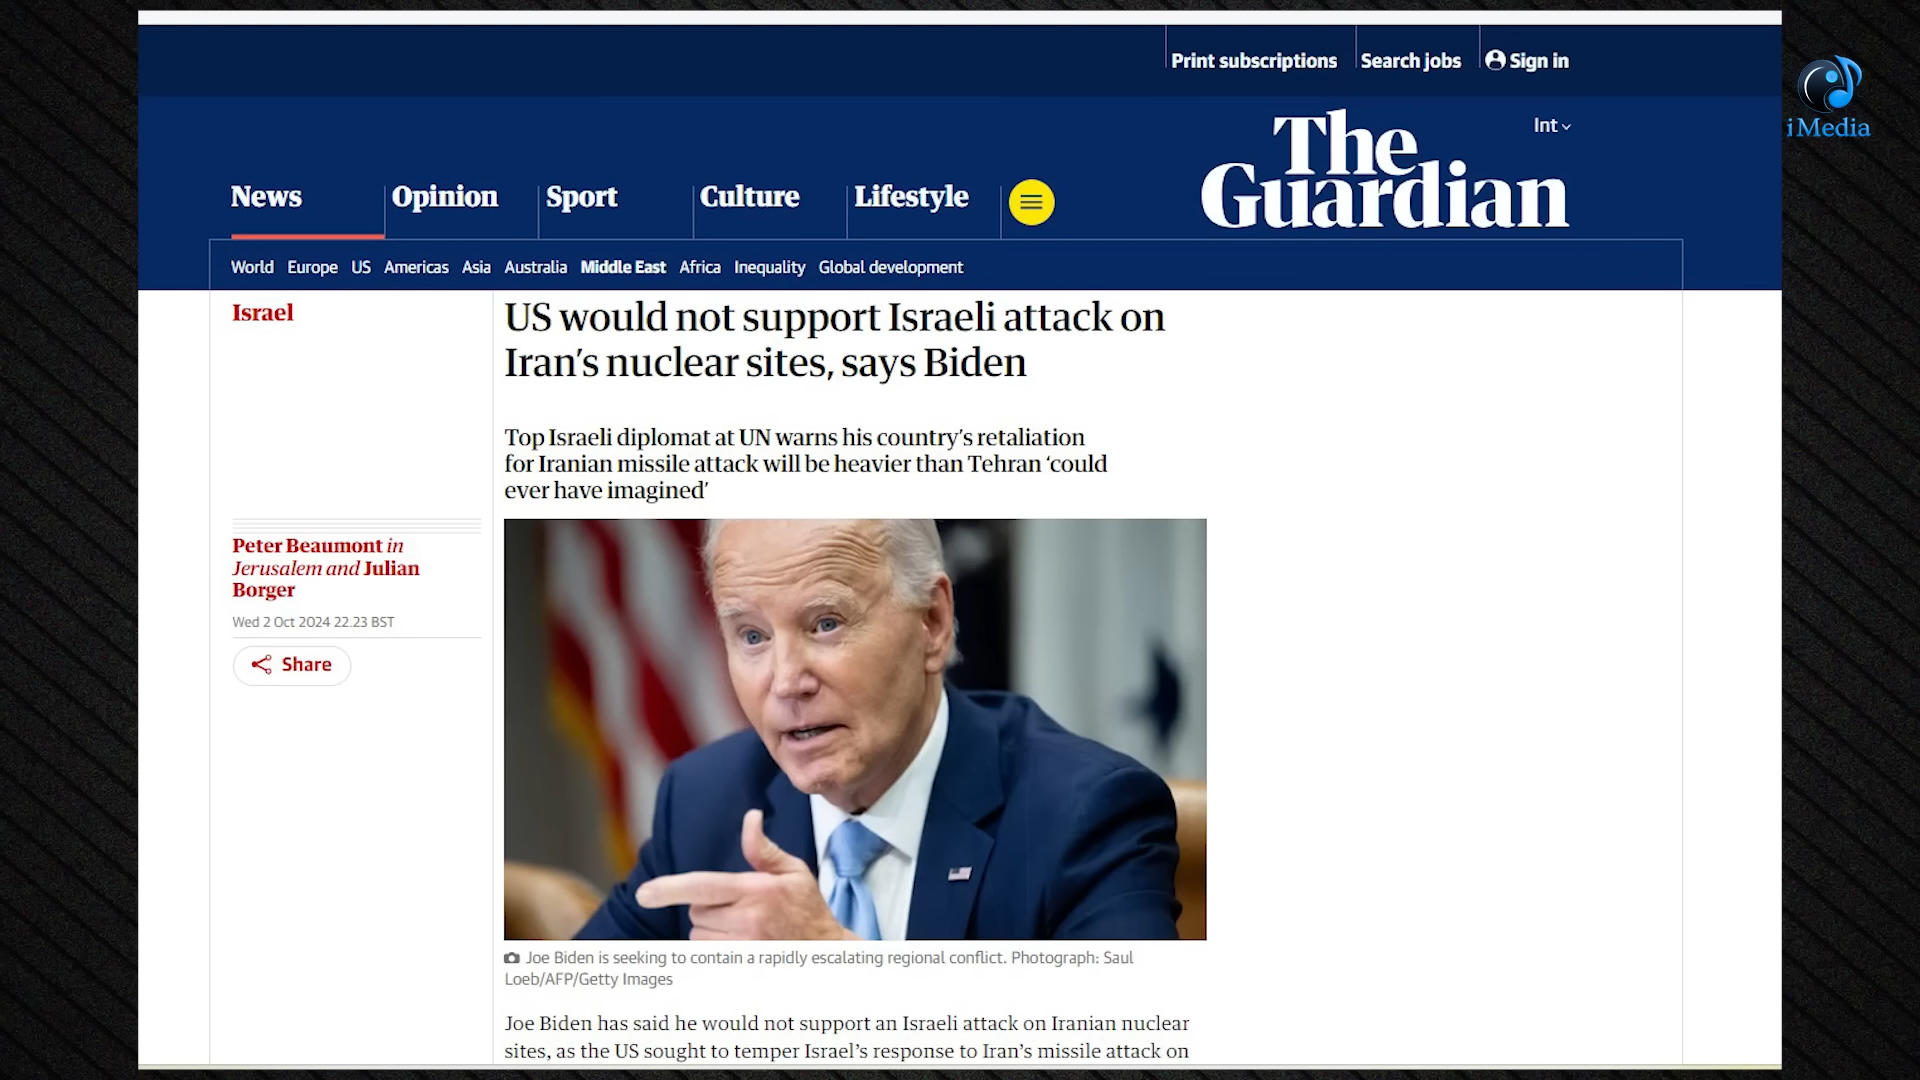 Print subscriptions
Search jobs
Sign in
iMedia
Int
The
Guardian
News
Opinion
Sport
Culture
Lifestyle
World
Europe
US
Americas
Asia
Australia
Middle East
Africa
Inequality
Global development
Israel
US would not support Israeli attack on
Iran’s nuclear sites, says Biden
Top Israeli diplomat at UN warns his country’s retaliation
for Iranian missile attack will be heavier than Tehran ‘could
ever have imagined’
Peter Beaumont in
Jerusalem and Julian
Borger
Wed 2 Oct 2024 22.23 BST
Share
Joe Biden is seeking to contain a rapidly escalating regional conflict. Photograph: Saul
Loeb/AFP/Getty Images
Joe Biden has said he would not support an Israeli attack on Iranian nuclear
sites, as the US sought to temper Israel’s response to Iran’s missile attack on